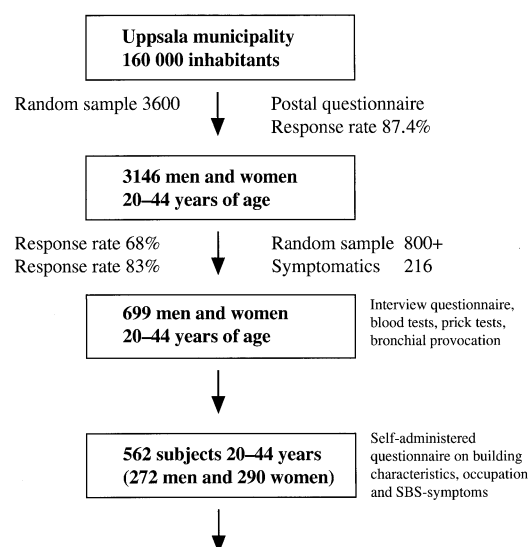 Uppsala municipality
160 000 inhabitants
Random sample 3600
Postal questionnaire
Response rate 87.4%
3146 men and women
20–44 years of age
Response rate 68%
Response rate 83%
Random sample 800+
Symptomatics 216
699 men and women
20–44 years of age
Interview questionnaire,
blood tests, prick tests,
bronchial provocation
562 subjects 20–44 years
(272 men and 290 women)
Self-administered
questionnaire on building
characteristics, occupation
and SBS-symptoms